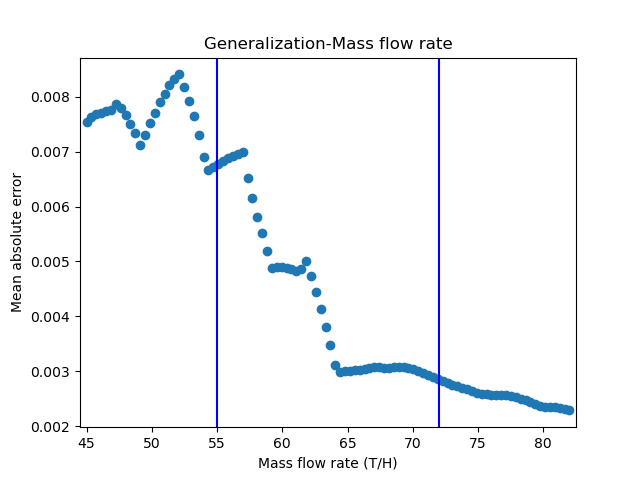 Generalization-Mass flow rate
Mean absolute error
0.008
0.007
0.006
0.005
0.004
0.003
0.002
45 50 55 60 65 70 75 80
Mass flow rate (T/H)